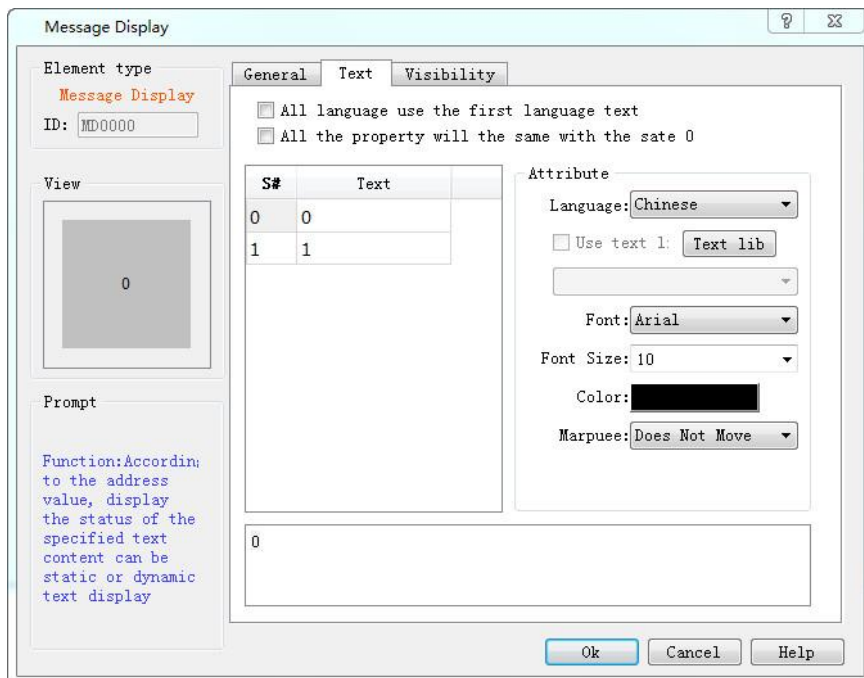 Message Display
Element type
Message Display
ID: MD0000
View
0
Prompt
Function:Accordin
to the address
value, display
the status of the
specified text
content can be
static or dynamic
text display
General Text Visibility
All language use the first language text
All the property will the same with the sate 0
S# Text
0 0
1 1
Attribute
Language: Chinese
Use text l Text lib
Font: Arial
Font Size: 10
Color:
Marpuee: Does Not Move
0
Ok Cancel Help